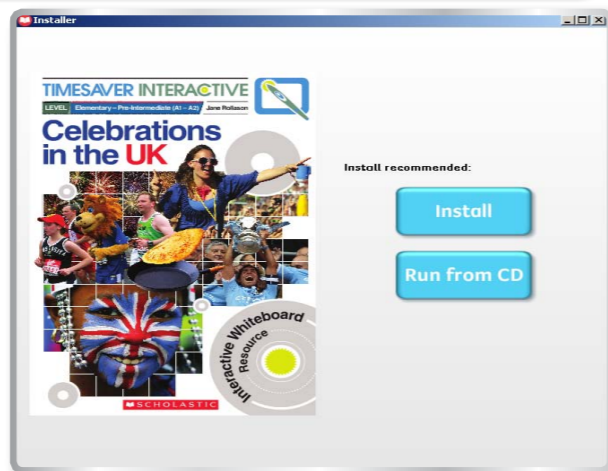 Installer
TIMESAVER INTERACTIVE
LEVEL Elementary – Pre-Intermediate (A1 – A2) Jane Rollason
Celebrations
in the UK
Interactive Whiteboard
Resource
SCHOLASTIC
Install recommended:
Install
Run from CD